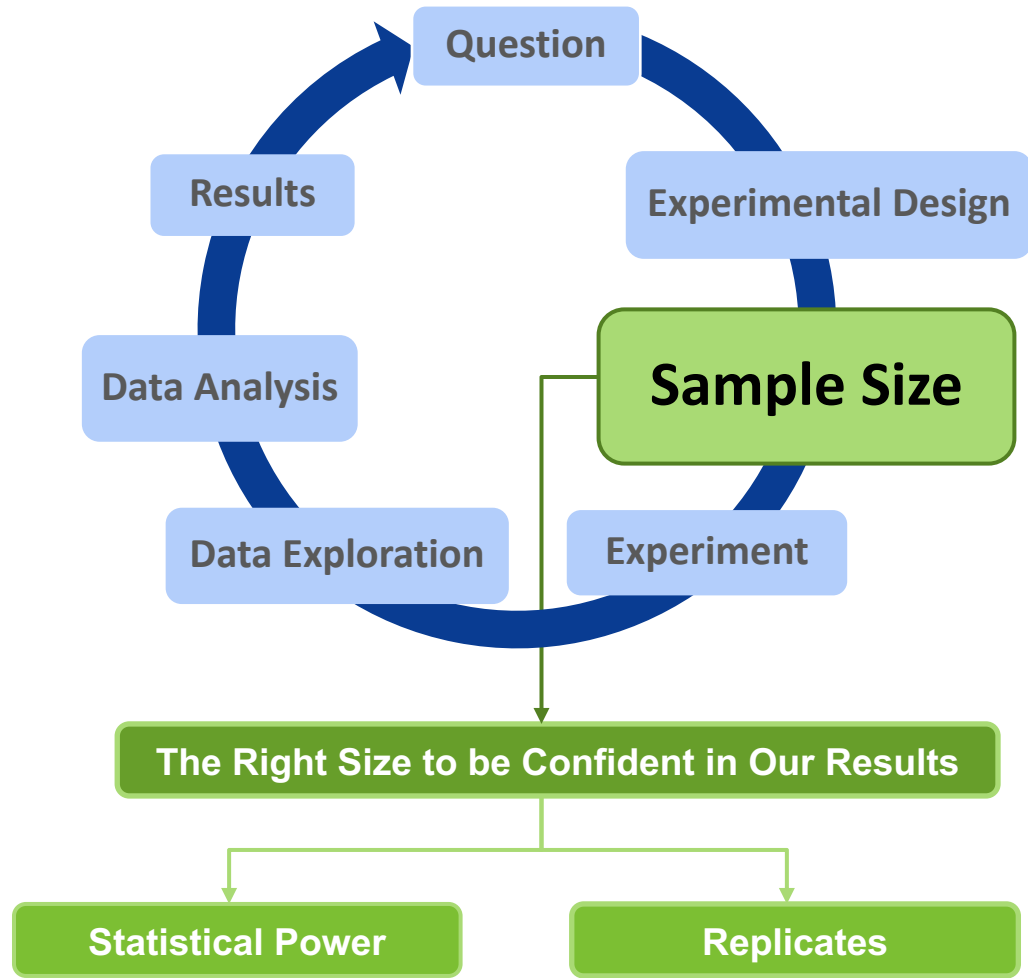 Question
Experimental Design
Sample Size
Experiment
Data Exploration
Data Analysis
Results
The Right Size to be Confident in Our Results
Statistical Power
Replicates